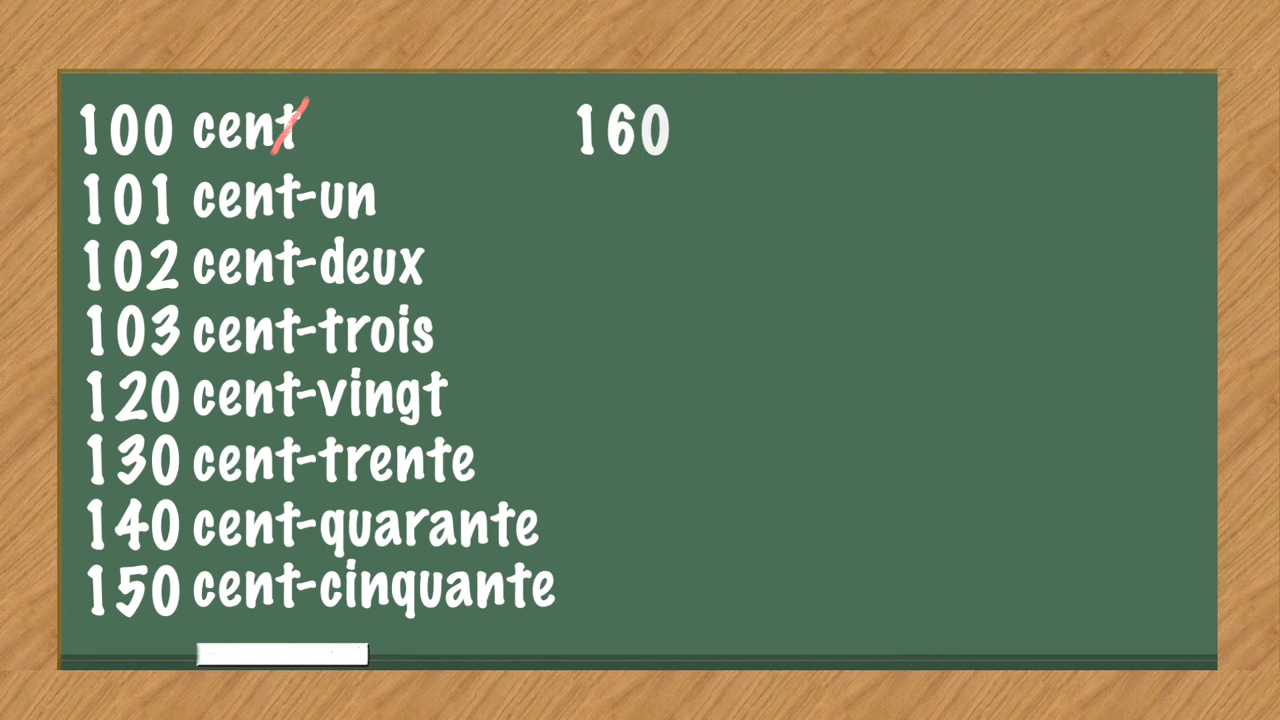 100 cent
101 cent-un
102 cent-deux
103 cent-trois
120 cent-vingt
130 cent-trente
140 cent-quarante
150 cent-cinquante
160